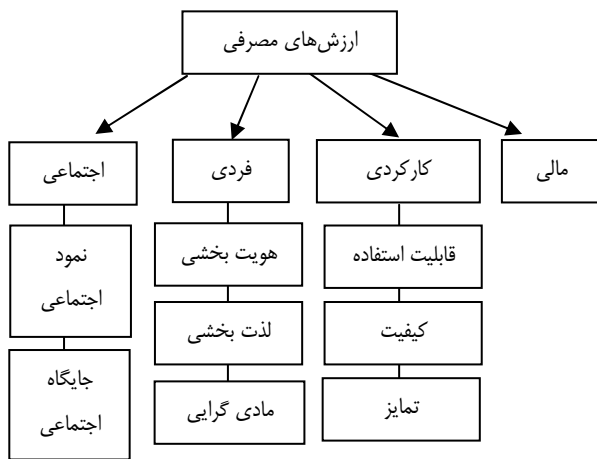 ارزش‌های مصرفی
مالی
کارکردی
فردی
اجتماعی
قابلیت استفاده
کیفیت
تمایز
هویت بخشی
لذت بخشی
مادی گرایی
نمود
اجتماعی
جایگاه
اجتماعی